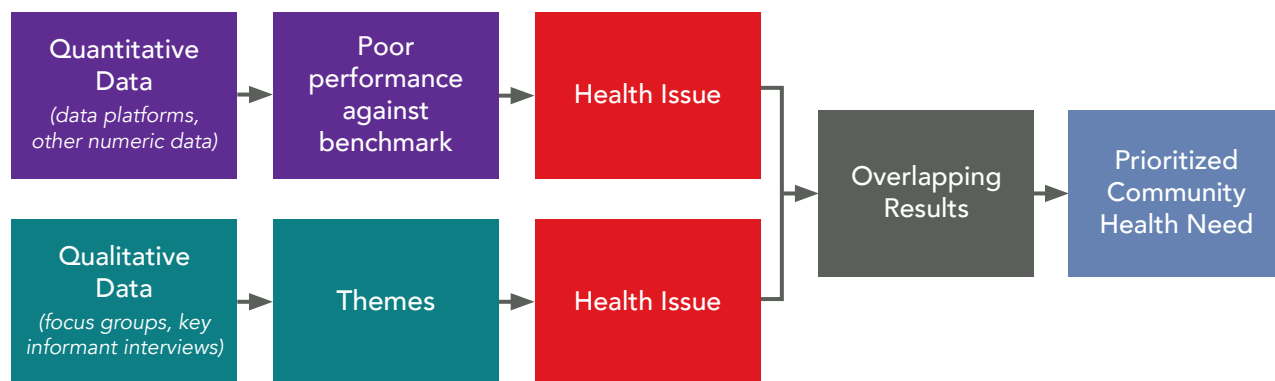 Quantitative
Data
(data platforms,
other numeric data)
Poor
performance
against
benchmark
Health Issue
Qualitative
Data
(focus groups, key
informant interviews)
Themes
Health Issue
Overlapping
Results
Prioritized
Community
Health Need